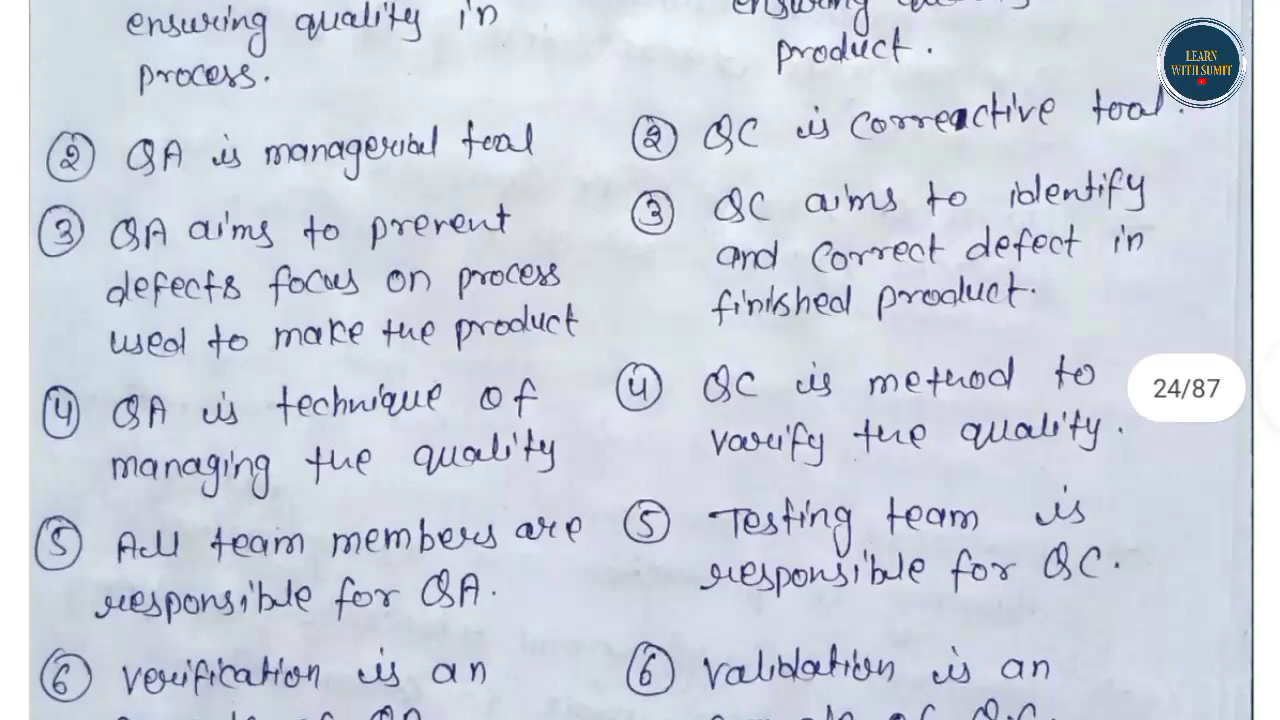 ensuring quality in
process.
② QA is managerial tool
③ QA aims to prevent
defects focus on process
used to make the product
④ QA is technique of
managing the quality
⑤ All team members are
responsible for QA.
⑥ verification is an
product.
② QC is correactive tool.
③ QC aims to identify
and correct defect in
finished product.
④ QC is method to
varify the quality.
⑤ Testing team is
responsible for QC.
⑥ validation is an
LEARN
WITH SUMIT
24/87